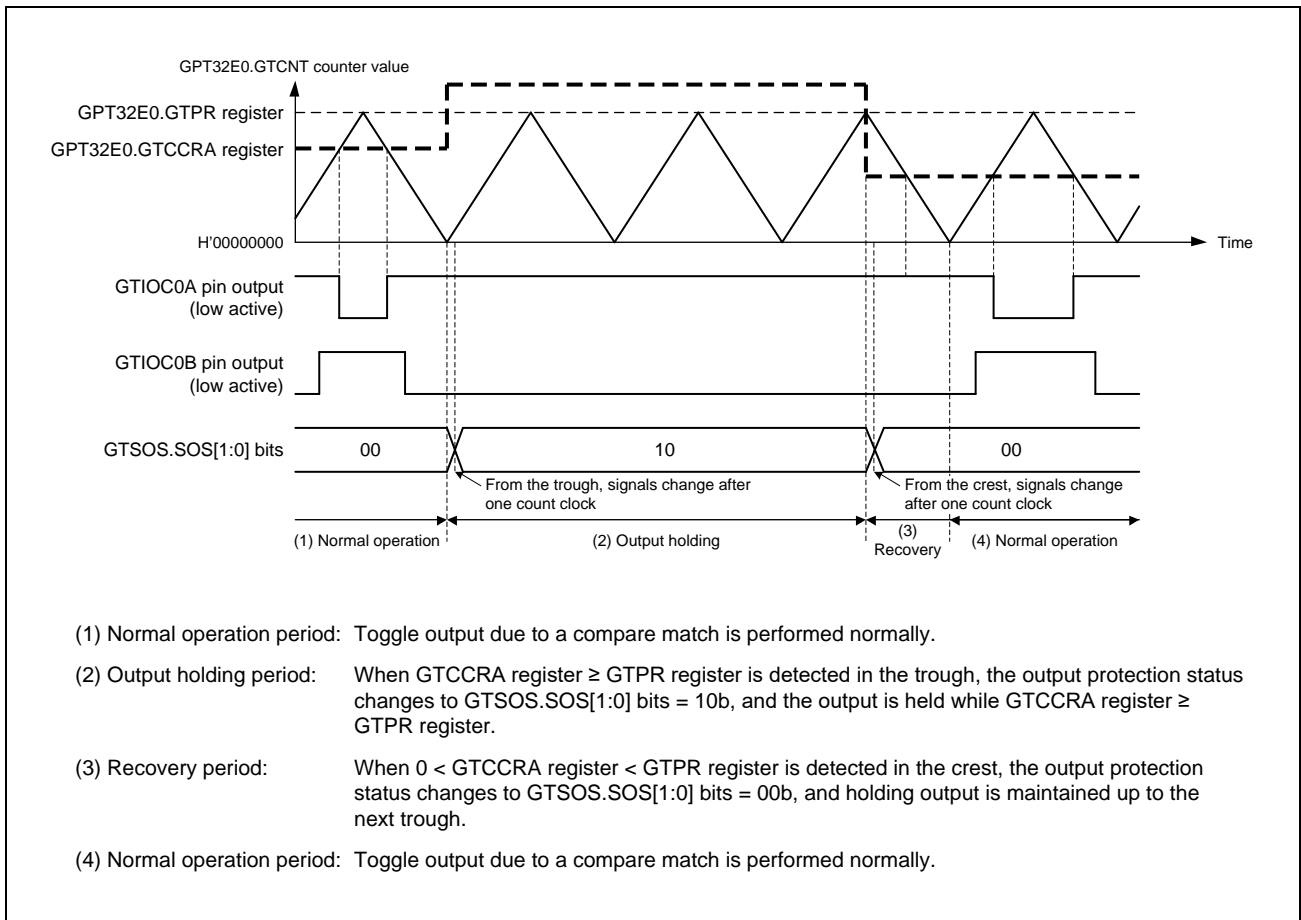 GPT32E0.GTCNT counter value
GPT32E0.GTPR register
GPT32E0.GTCCRA register
H'00000000
Time
GTIOC0A pin output
(low active)
GTIOC0B pin output
(low active)
GTSOS.SOS[1:0] bits
00
10
00
From the trough, signals change after
one count clock
From the crest, signals change
after one count clock
(1) Normal operation
(2) Output holding
(3)
Recovery
(4) Normal operation
(1) Normal operation period: Toggle output due to a compare match is performed normally.
(2) Output holding period: When GTCCRA register ≥ GTPR register is detected in the trough, the output protection status
changes to GTSOS.SOS[1:0] bits = 10b, and the output is held while GTCCRA register ≥
GTPR register.
(3) Recovery period: When 0 < GTCCRA register < GTPR register is detected in the crest, the output protection
status changes to GTSOS.SOS[1:0] bits = 00b, and holding output is maintained up to the
next trough.
(4) Normal operation period: Toggle output due to a compare match is performed normally.